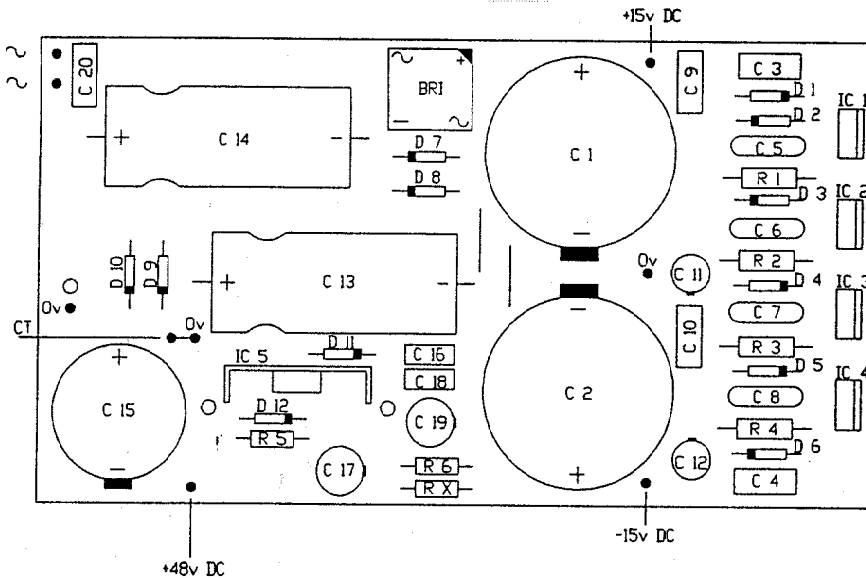 +15v DC
C 20
BRI
C 9
C 3
D 1
IC 1
D 2
C 14
C 1
C 5
D 7
D 8
R 1
D 3
IC 2
C 6
R 2
D 10
D 9
C 13
0v
C 11
D 4
IC 3
0v
C 7
CT
0v
C 10
D 11
R 3
IC 5
C 16
D 5
IC 4
C 18
C 15
C 2
C 8
D 12
C 19
R 4
R 5
D 6
C 17
R 6
C 12
R X
C 4
-15v DC
+48v DC